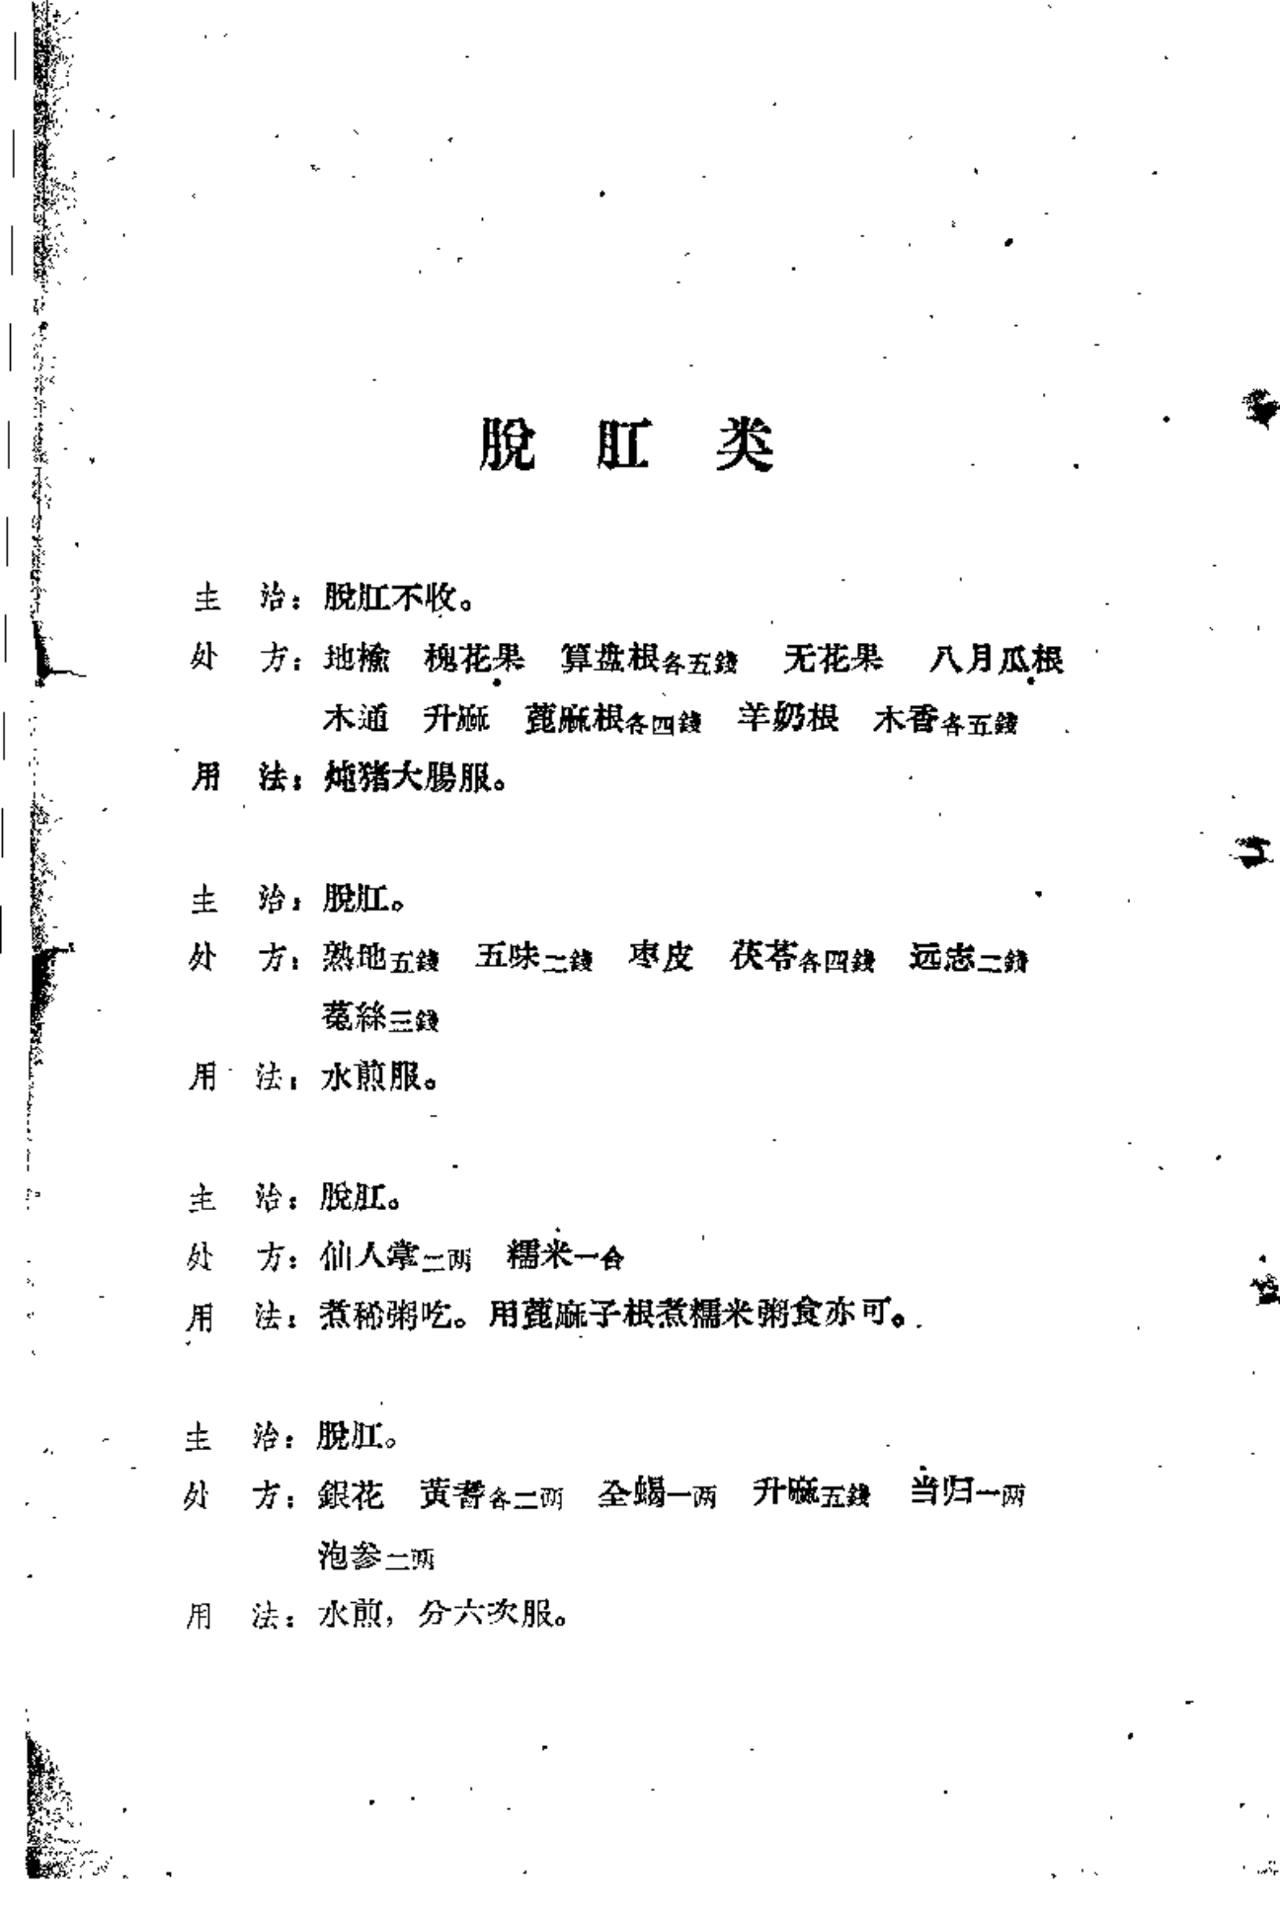 脫肛类
主　治：脫肛不收。
处　方：地楡　槐花果　算盘根各五錢　无花果　八月瓜根
木通　升麻　蓖麻根各四錢　羊奶根　木香各五錢
用　法：炖猪大腸服。
主　治：脫肛。
处　方：熟地五錢　五味二錢　枣皮　茯苓各四錢　远志二錢
菟絲三錢
用　法：水煎服。
主　治：脫肛。
处　方：仙人掌二两　糯米一合
用　法：煮稀粥吃。用蓖麻子根煮糯米粥食亦可。
主　治：脫肛。
处　方：銀花　黃耆各二两　全蝎一两　升麻五錢　当归一两
泡参二两
用　法：水煎，分六次服。